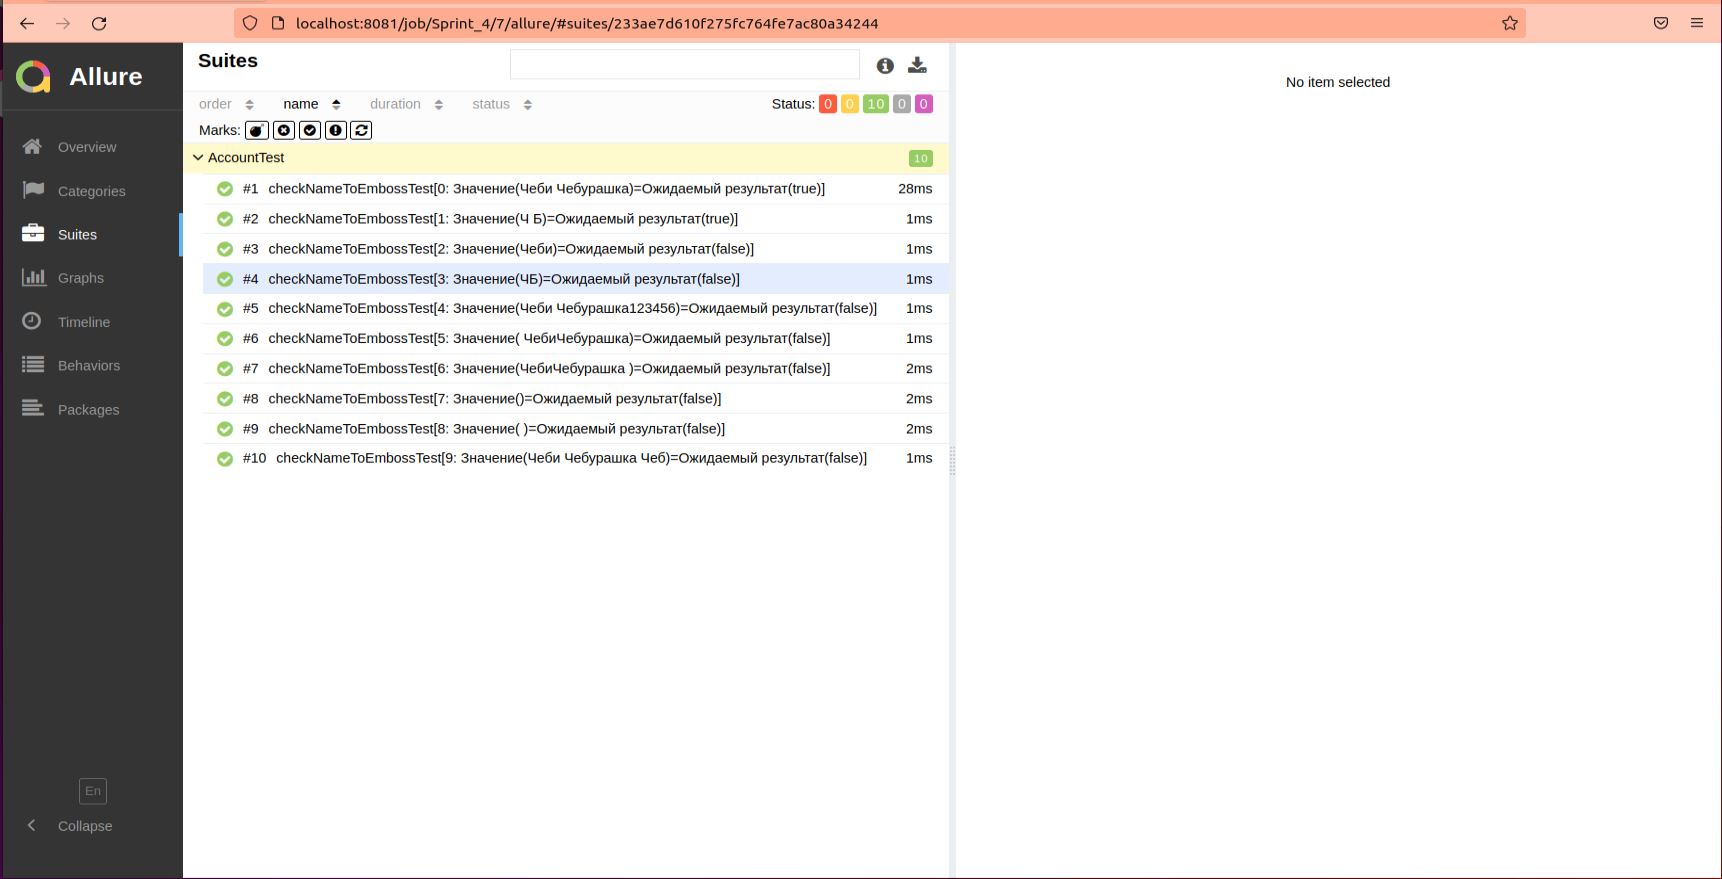 localhost:8081/job/Sprint_4/7/allure/#suites/233ae7d610f275fc764fe7ac80a34244
Allure
Overview
Categories
Suites
Graphs
Timeline
Behaviors
Packages
En
Collapse
Suites
order name duration status Status: 0 0 10 0 0
Marks:
AccountTest 10
#1 checkNameToEmbossTest[0: Значение(Чеби Чебурашка)=Ожидаемый результат(true)] 28ms
#2 checkNameToEmbossTest[1: Значение(Ч Б)=Ожидаемый результат(true)] 1ms
#3 checkNameToEmbossTest[2: Значение(Чеби)=Ожидаемый результат(false)] 1ms
#4 checkNameToEmbossTest[3: Значение(ЧБ)=Ожидаемый результат(false)] 1ms
#5 checkNameToEmbossTest[4: Значение(Чеби Чебурашка123456)=Ожидаемый результат(false)] 1ms
#6 checkNameToEmbossTest[5: Значение( ЧебиЧебурашка)=Ожидаемый результат(false)] 1ms
#7 checkNameToEmbossTest[6: Значение(ЧебиЧебурашка )=Ожидаемый результат(false)] 2ms
#8 checkNameToEmbossTest[7: Значение()=Ожидаемый результат(false)] 2ms
#9 checkNameToEmbossTest[8: Значение( )=Ожидаемый результат(false)] 2ms
#10 checkNameToEmbossTest[9: Значение(Чеби Чебурашка Чеб)=Ожидаемый результат(false)] 1ms
No item selected